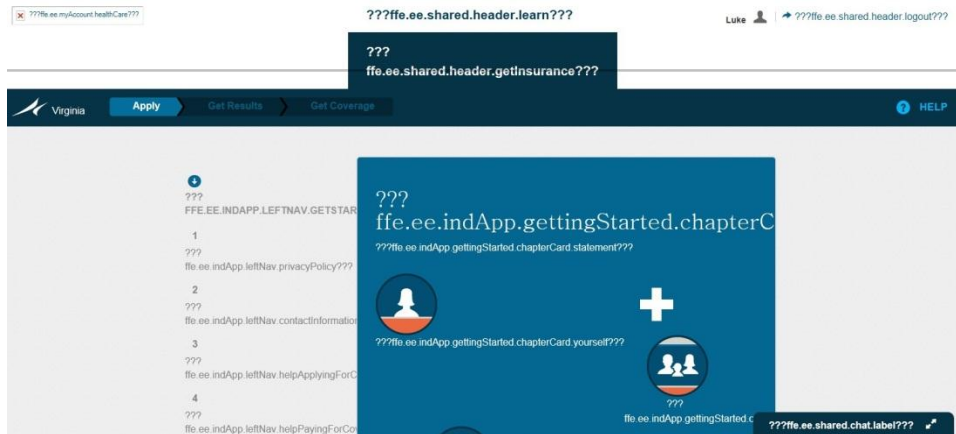 ???ffe.ee.myAccount.healthCare???
???ffe.ee.shared.header.learn???
Luke
???ffe.ee.shared.header.logout???
???
ffe.ee.shared.header.getInsurance???
Virginia
Apply
Get Results
Get Coverage
? HELP
???
FFE.EE.INDAPP.LEFTNAV.GETSTAR
1
???
ffe.ee.indApp.leftNav.privacyPolicy???
2
???
ffe.ee.indApp.leftNav.contactInformation
3
???
ffe.ee.indApp.leftNav.helpApplyingForC
4
???
ffe.ee.indApp.leftNav.helpPayingForCov
???
ffe.ee.indApp.gettingStarted.chapterC
???ffe.ee.indApp.gettingStarted.chapterCard.statement???
???ffe.ee.indApp.gettingStarted.chapterCard.yourself???
???
ffe.ee.indApp.gettingStarted.c
???ffe.ee.shared.chat.label???